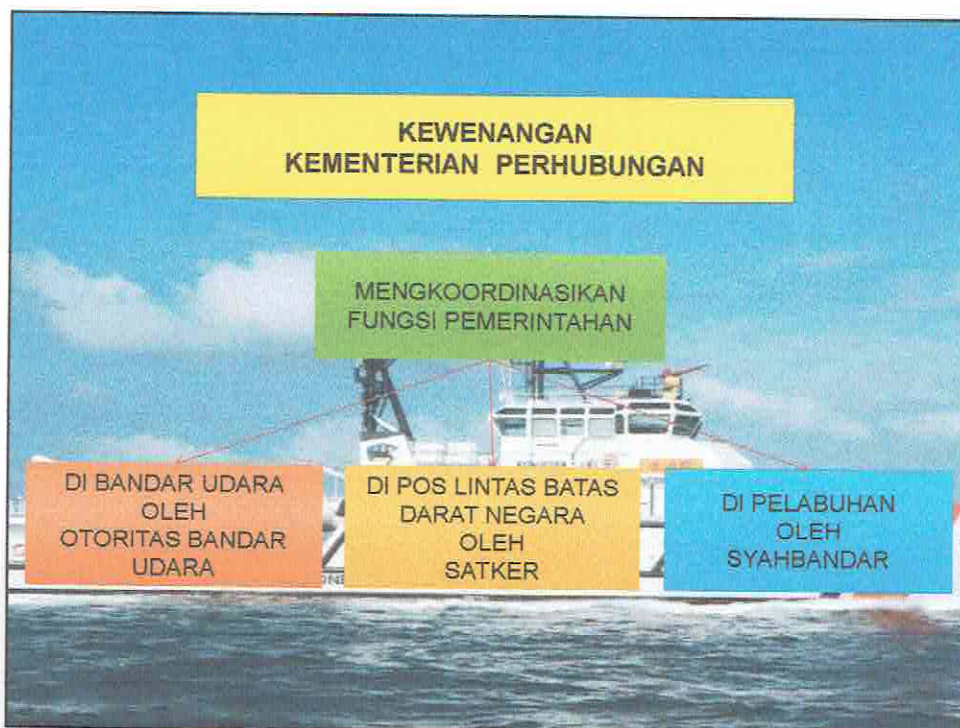 KEWENANGAN
KEMENTERIAN PERHUBUNGAN
MENGKOORDINASIKAN
FUNGSI PEMERINTAHAN
DI BANDAR UDARA
OLEH
OTORITAS BANDAR
UDARA
DI POS LINTAS BATAS
DARAT NEGARA
OLEH
SATKER
DI PELABUHAN
OLEH
SYAHBANDAR